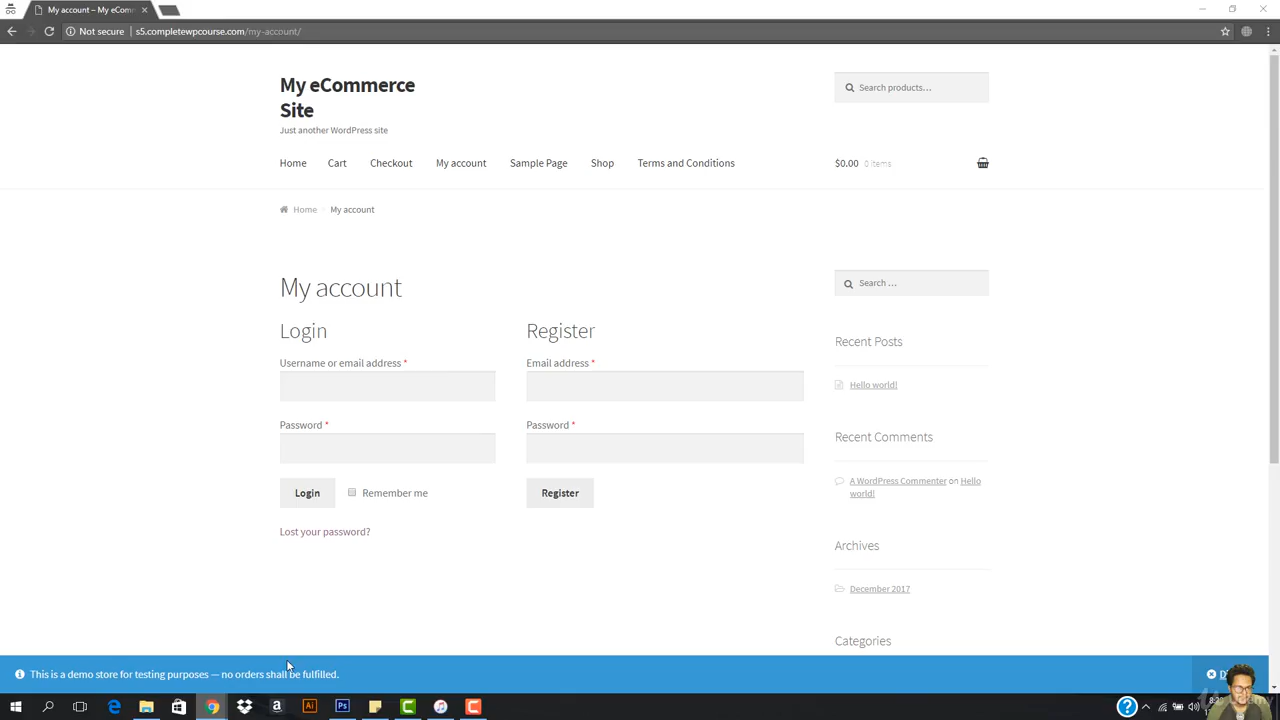 My account – My eCom
Not secure | s5.completewpcourse.com/my-account/
My eCommerce
Site
Just another WordPress site
Search products…
Home Cart Checkout My account Sample Page Shop Terms and Conditions
$0.00 0 items
Home My account
My account
Search …
Login
Username or email address *
Password *
Login Remember me
Lost your password?
Register
Email address *
Password *
Register
Recent Posts
Hello world!
Recent Comments
A WordPress Commenter on Hello
world!
Archives
December 2017
Categories
This is a demo store for testing purposes — no orders shall be fulfilled.